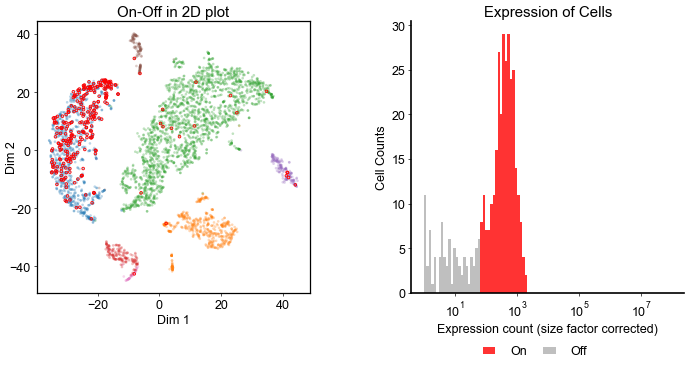 On-Off in 2D plot
40
20
0
−20
−40
Dim 2
−20
0
20
40
Dim 1
Expression of Cells
30
25
20
15
10
5
0
Cell Counts
10^1
10^3
10^5
10^7
Expression count (size factor corrected)
On
Off